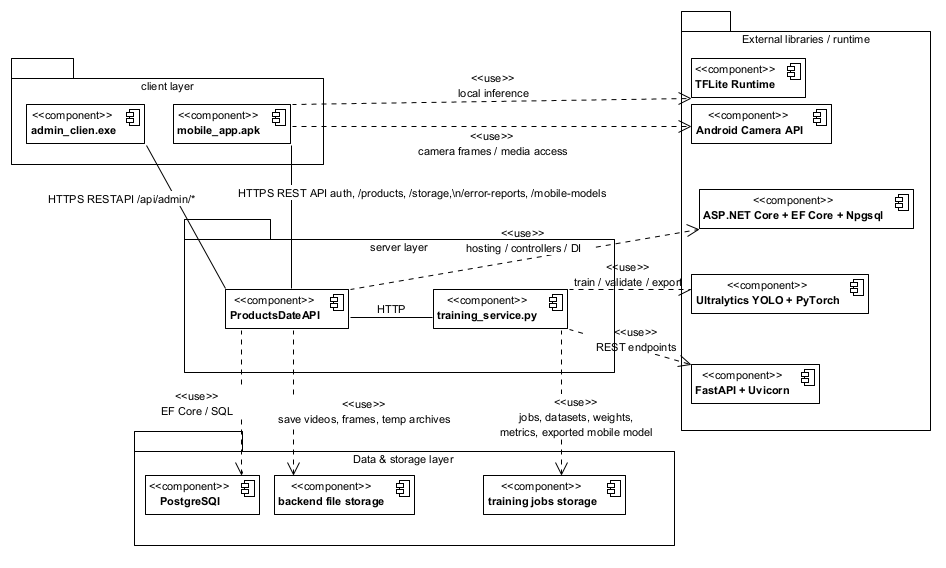 External libraries / runtime
<<component>>
TFLite Runtime
<<use>>
local inference
client layer
<<component>>
admin_clien.exe
<<component>>
mobile_app.apk
<<component>>
Android Camera API
<<use>>
camera frames / media access
HTTPS RESTAPI /api/admin/*
HTTPS REST API auth, /products, /storage,\n/error-reports, /mobile-models
<<component>>
ASP.NET Core + EF Core + Npgsql
<<use>>
hosting / controllers / DI
server layer
<<use>>
train / validate / export
<<component>>
Ultralytics YOLO + PyTorch
<<component>>
ProductsDateAPI
HTTP
<<component>>
training_service.py
<<use>>
REST endpoints
<<component>>
FastAPI + Uvicorn
<<use>>
EF Core / SQL
<<use>>
save videos, frames, temp archives
<<use>>
jobs, datasets, weights,
metrics, exported mobile model
Data & storage layer
<<component>>
PostgreSQl
<<component>>
backend file storage
<<component>>
training jobs storage